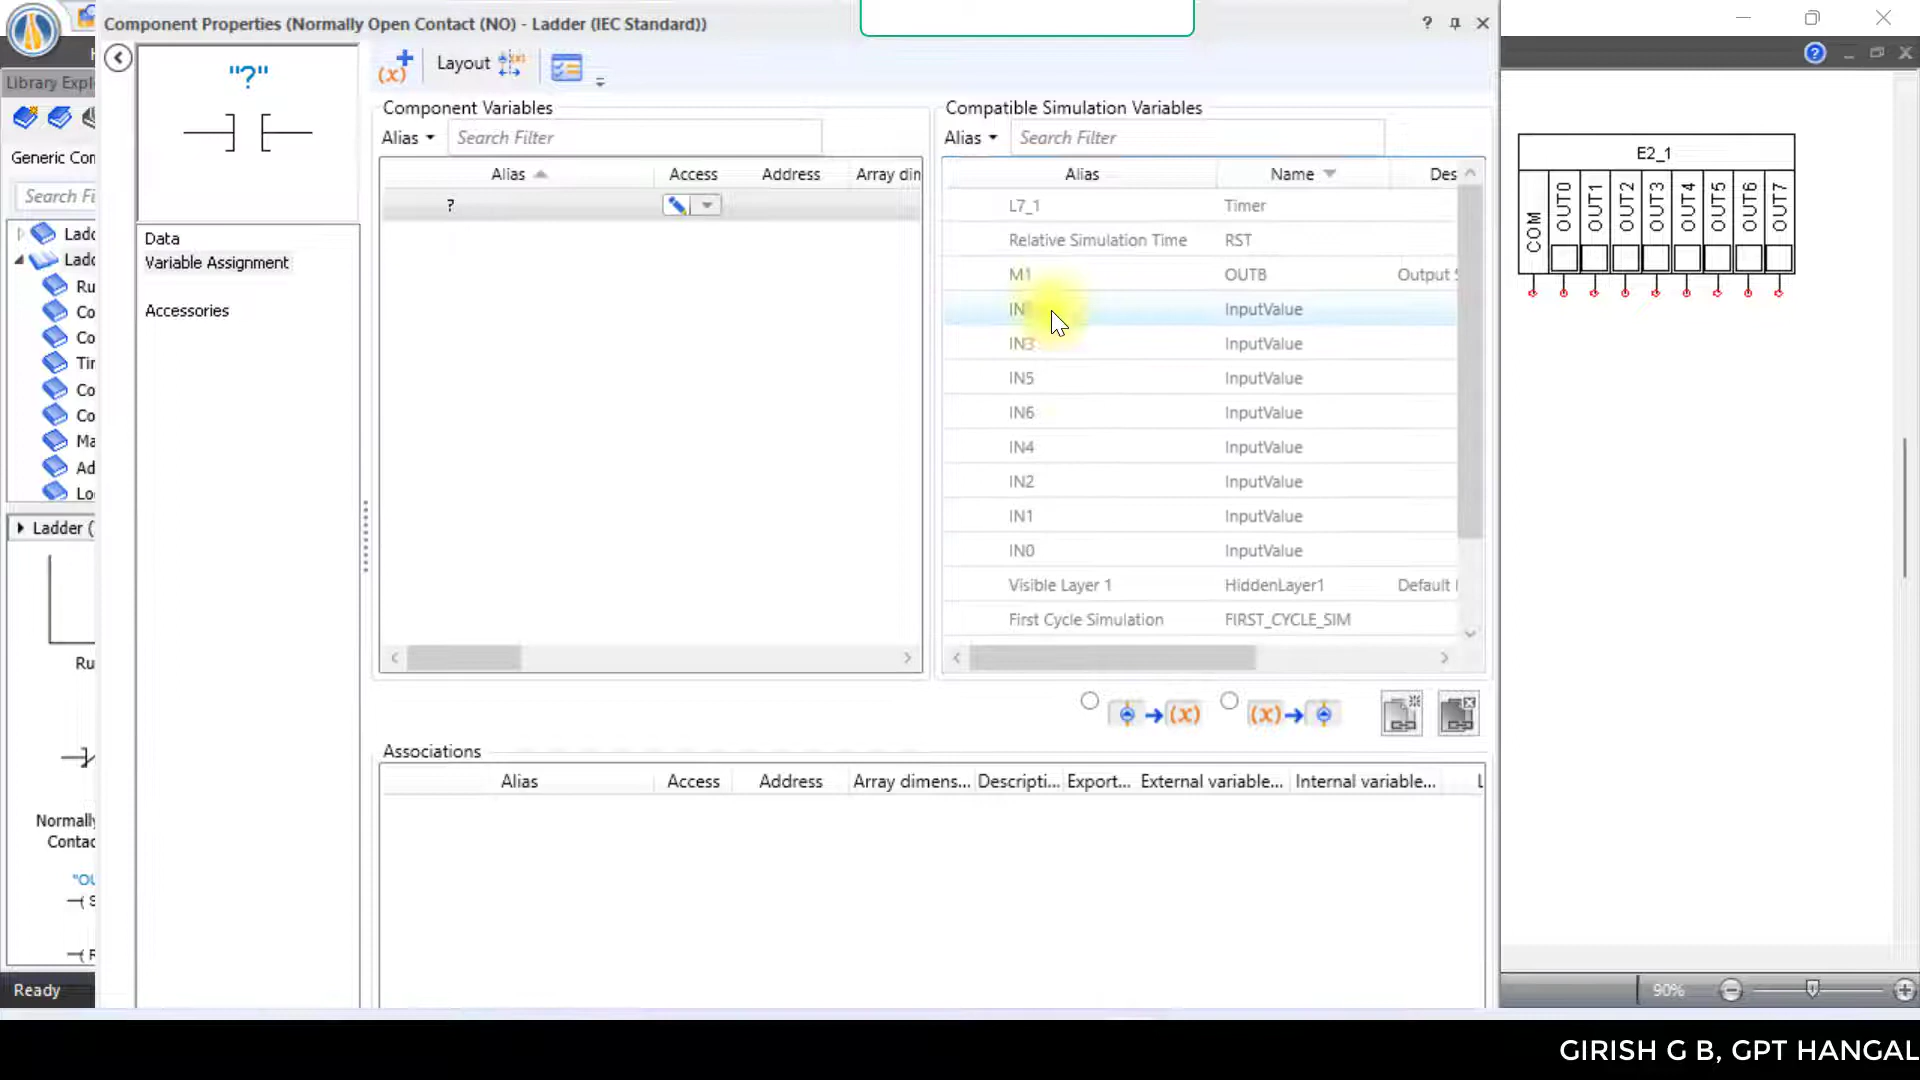 Component Properties (Normally Open Contact (NO) - Ladder (IEC Standard))
Library Expl
Generic Con
Search Fi
Ladd
Ladd
Ru
Co
Co
Tir
Co
Co
Ma
Ad
Lo
Ladder (
Ru
Normally
Contac
"OU
S
R
Ready
"?"
Data
Variable Assignment
Accessories
(x)
Layout
Component Variables
Alias
Search Filter
Alias Access Address Array din
?
Compatible Simulation Variables
Alias
Search Filter
Alias Name Des
L7_1 Timer
Relative Simulation Time RST
M1 OUTB Output S
IN InputValue
IN3 InputValue
IN5 InputValue
IN6 InputValue
IN4 InputValue
IN2 InputValue
IN1 InputValue
IN0 InputValue
Visible Layer 1 HiddenLayer1 Default
First Cycle Simulation FIRST_CYCLE_SIM
(x)
(x)
Associations
Alias Access Address Array dimens... Descripti... Export... External variable... Internal variable... L
E2_1
COM OUT0 OUT1 OUT2 OUT3 OUT4 OUT5 OUT6 OUT7
90%
GIRISH G B, GPT HANGAL